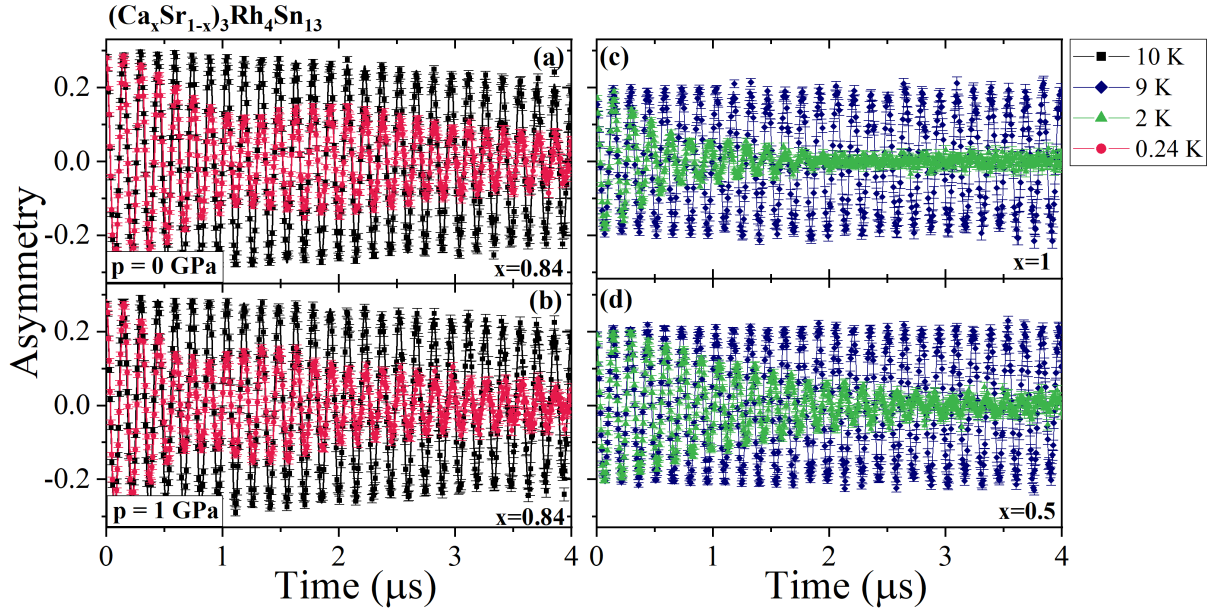 (CaxSr1-x)3Rh4Sn13
(a)
(c)
10 K
9 K
2 K
0.24 K
0.2
0.0
-0.2
p = 0 GPa
x=0.84
x=1
Asymmetry
(b)
(d)
0.2
0.0
-0.2
p = 1 GPa
x=0.84
x=0.5
Asymmetry
0 1 2 3 4
0 1 2 3 4
Time (μs)
Time (μs)